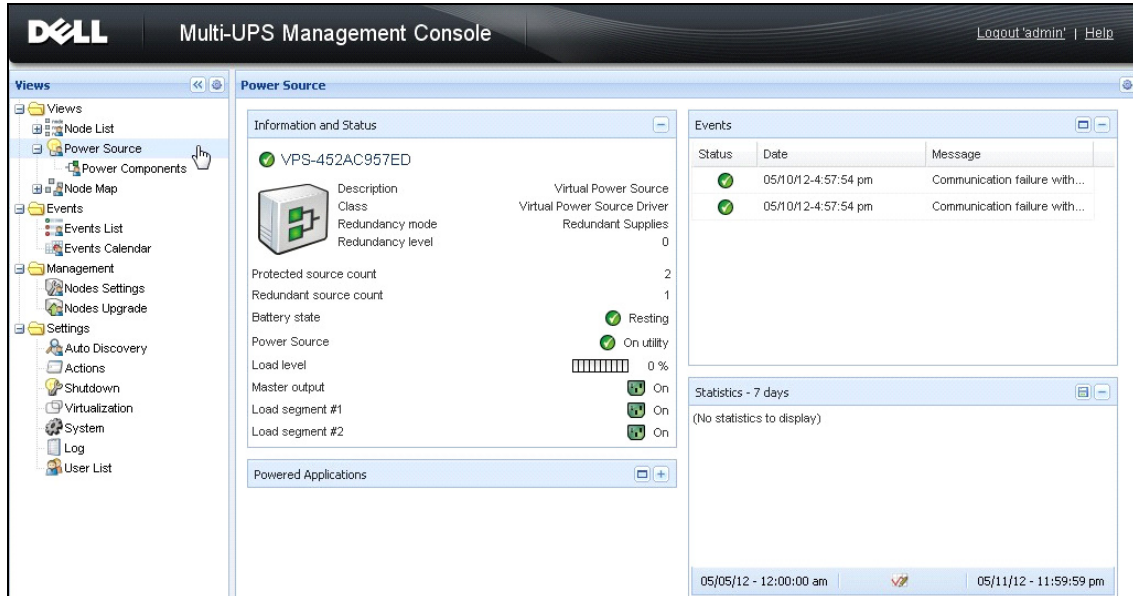 DELL
Multi-UPS Management Console
Logout 'admin' | Help
Views
Views
Node List
Power Source
Power Components
Node Map
Events
Events List
Events Calendar
Management
Nodes Settings
Nodes Upgrade
Settings
Auto Discovery
Actions
Shutdown
Virtualization
System
Log
User List
Power Source
Information and Status
VPS-452AC957ED
Description Virtual Power Source
Class Virtual Power Source Driver
Redundancy mode Redundant Supplies
Redundancy level 0
Protected source count 2
Redundant source count 1
Battery state Resting
Power Source On utility
Load level 0 %
Master output On
Load segment #1 On
Load segment #2 On
Powered Applications
Events
Status Date Message
05/10/12-4:57:54 pm Communication failure with...
05/10/12-4:57:54 pm Communication failure with...
Statistics - 7 days
(No statistics to display)
05/05/12 - 12:00:00 am 05/11/12 - 11:59:59 pm